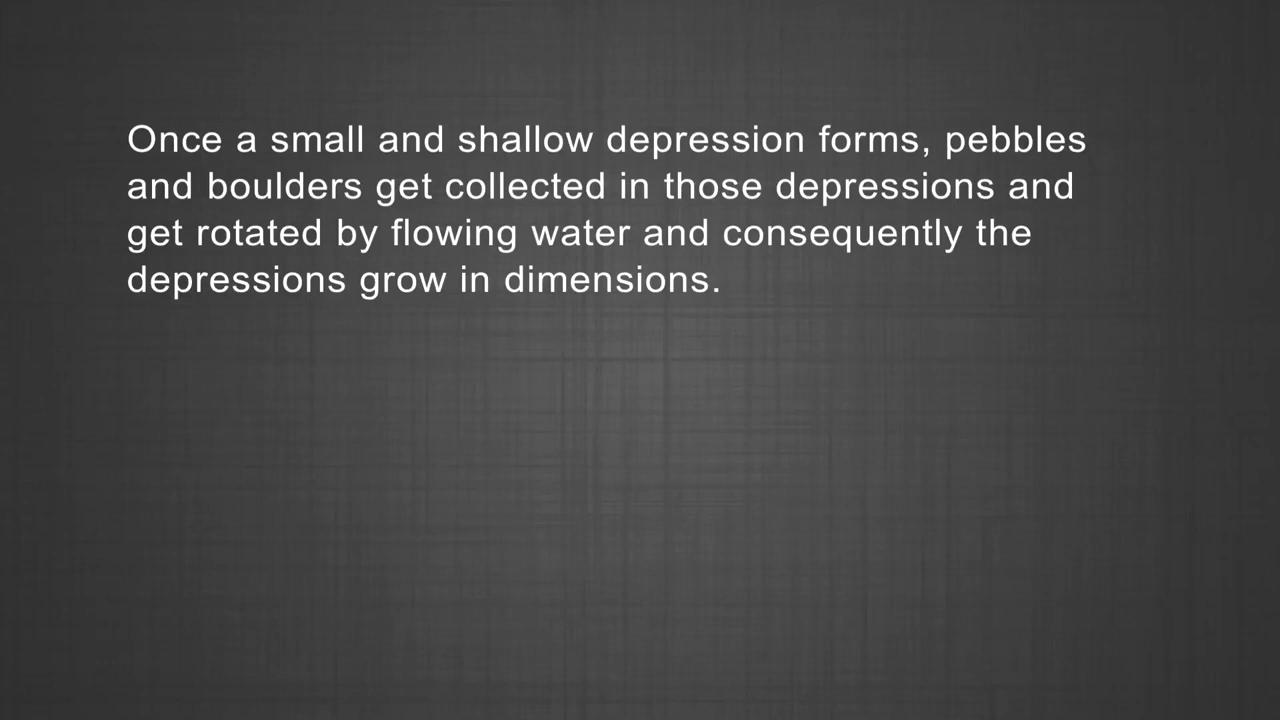 Once a small and shallow depression forms, pebbles
and boulders get collected in those depressions and
get rotated by flowing water and consequently the
depressions grow in dimensions.